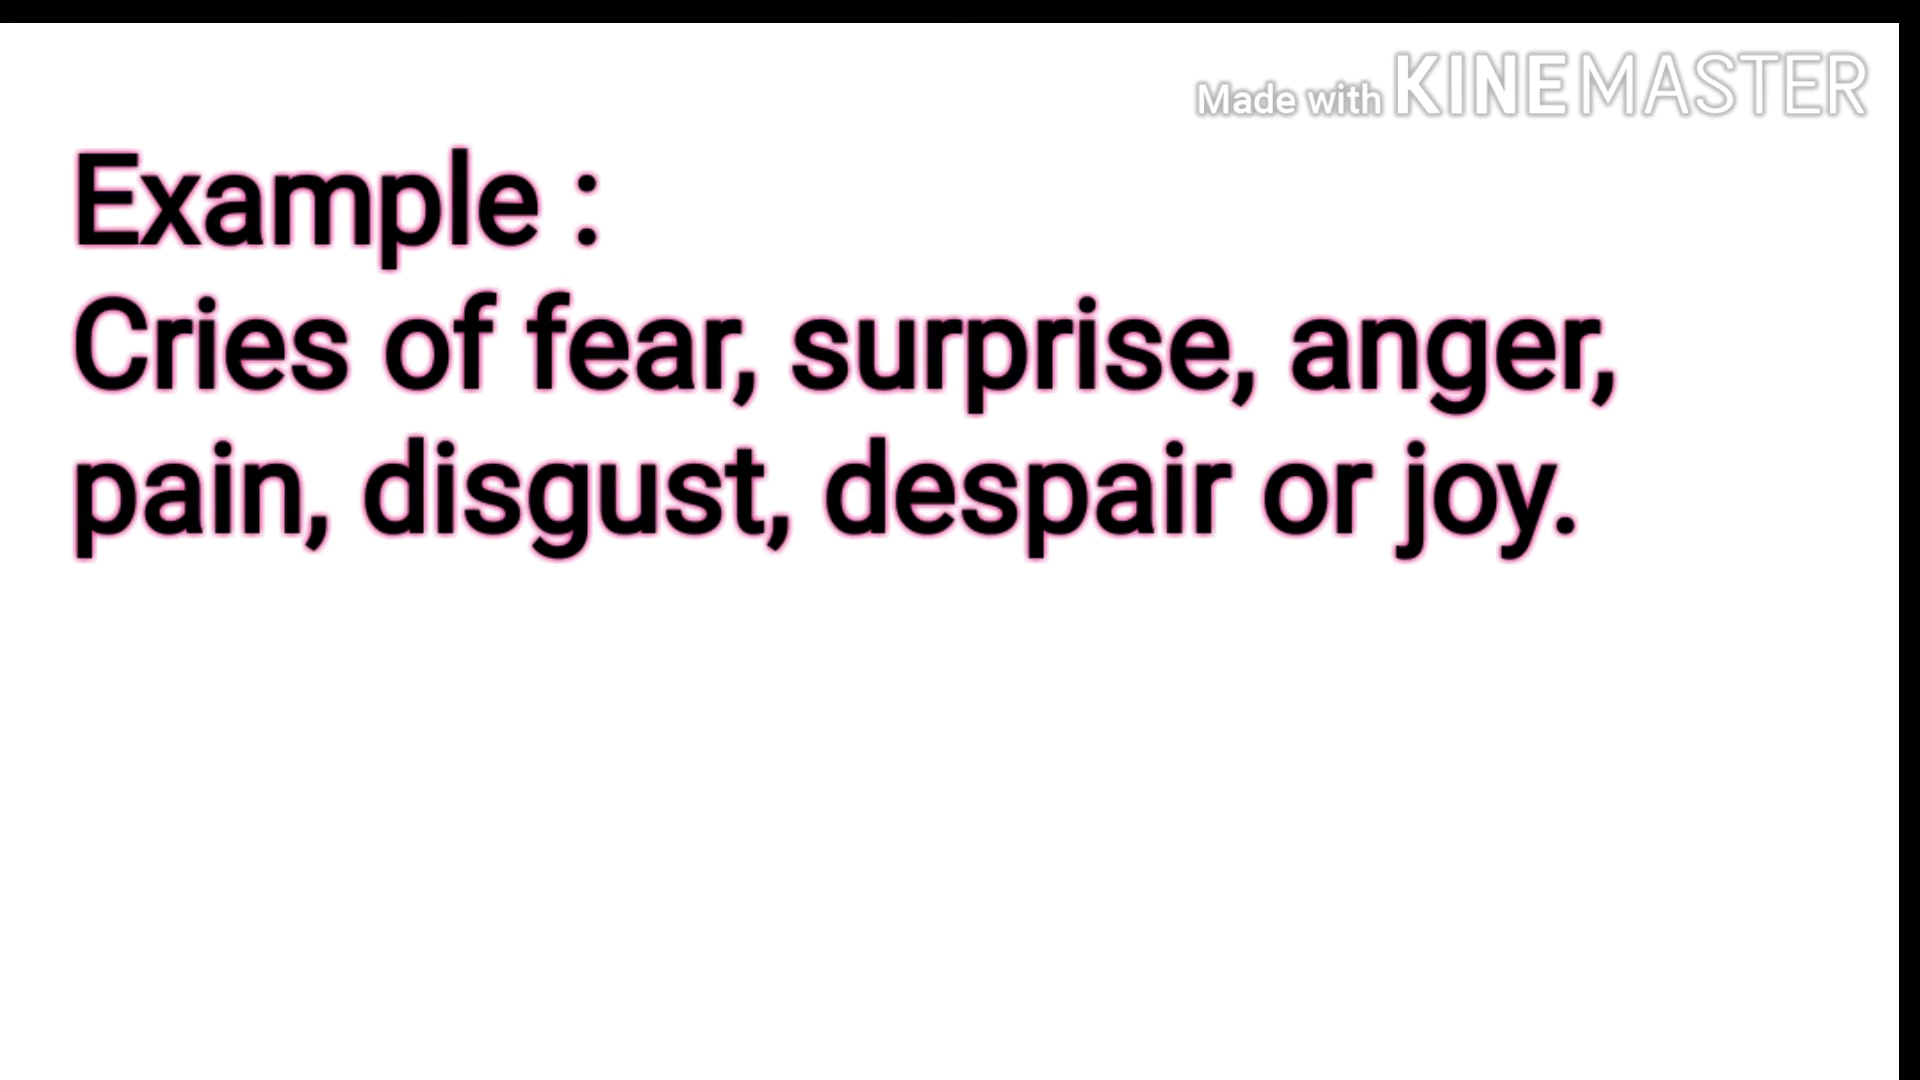 Made with KINEMASTER
Example :
Cries of fear, surprise, anger,
pain, disgust, despair or joy.